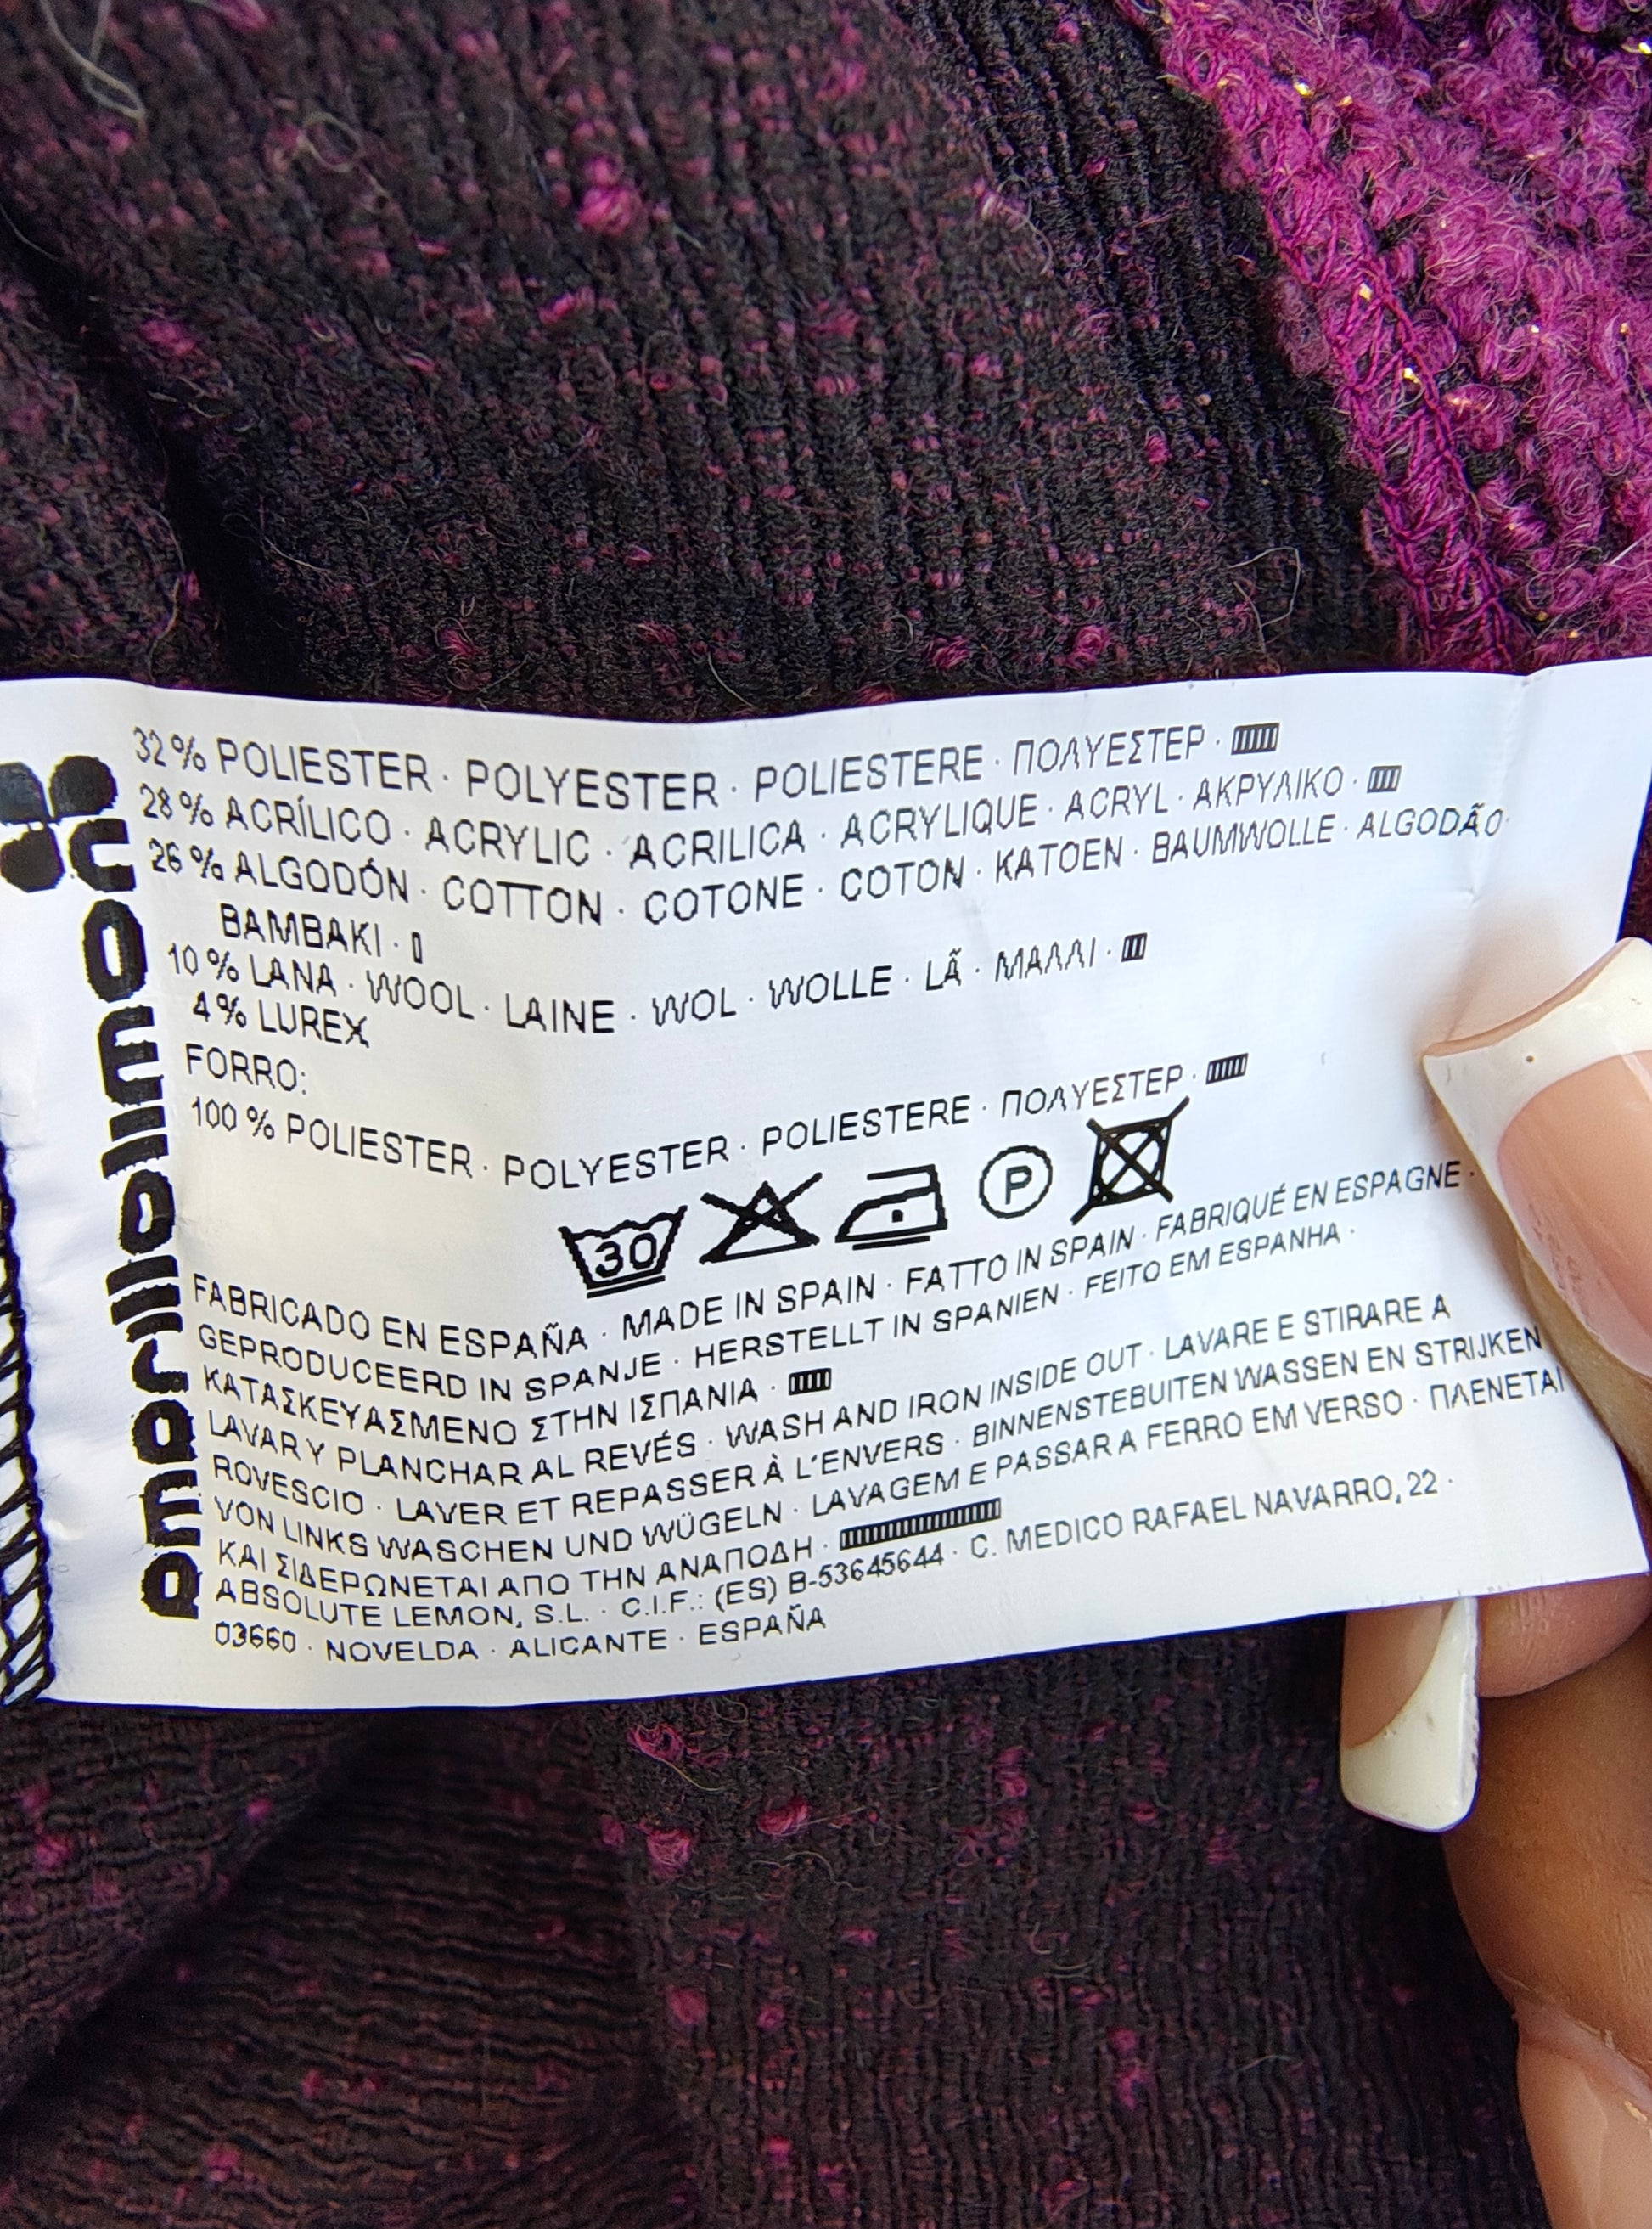 32% POLIESTER · POLYESTER · POLIESTERE · ΠΟΛΥΕΣΤΕΡ ·
28% ACRÍLICO · ACRYLIC · ACRILICA · ACRYLIQUE · ACRYL · ΑΚΡΥΛΙΚΟ ·
26% ALGODÓN · COTTON · COTONE · COTON · KATOEN · BAUMWOLLE · ALGODÃO·
BAMBAKI ·
10% LANA · WOOL · LAINE · WOL · WOLLE · LÃ · ΜΑΛΛΙ ·
4% LUREX
FORRO:
100% POLIESTER · POLYESTER · POLIESTERE · ΠΟΛΥΕΣΤΕΡ ·
30 P
FABRICADO EN ESPAÑA · MADE IN SPAIN · FATTO IN SPAIN · FABRIQUÉ EN ESPAGNE ·
GEPRODUCEERD IN SPANJE · HERSTELLT IN SPANIEN · FEITO EM ESPANHA ·
ΚΑΤΑΣΚΕΥΑΣΜΕΝΟ ΣΤΗΝ ΙΣΠΑΝΙΑ ·
LAVAR Y PLANCHAR AL REVÉS · WASH AND IRON INSIDE OUT · LAVARE E STIRARE A
ROVESCIO · LAVER ET REPASSER À L'ENVERS · BINNENSTEBUITEN WASSEN EN STRIJKEN
VON LINKS WASCHEN UND WÜGELN · LAVAGEM E PASSAR A FERRO EM VERSO · ΠΛΕΝΕΤΑΙ
ΚΑΙ ΣΙΔΕΡΩΝΕΤΑΙ ΑΠΟ ΤΗΝ ΑΝΑΠΟΔΗ ·
ABSOLUTE LEMON, S.L. · C.I.F.: (ES) B-53645644 · C. MEDICO RAFAEL NAVARRO, 22 ·
03660 · NOVELDA · ALICANTE · ESPAÑA